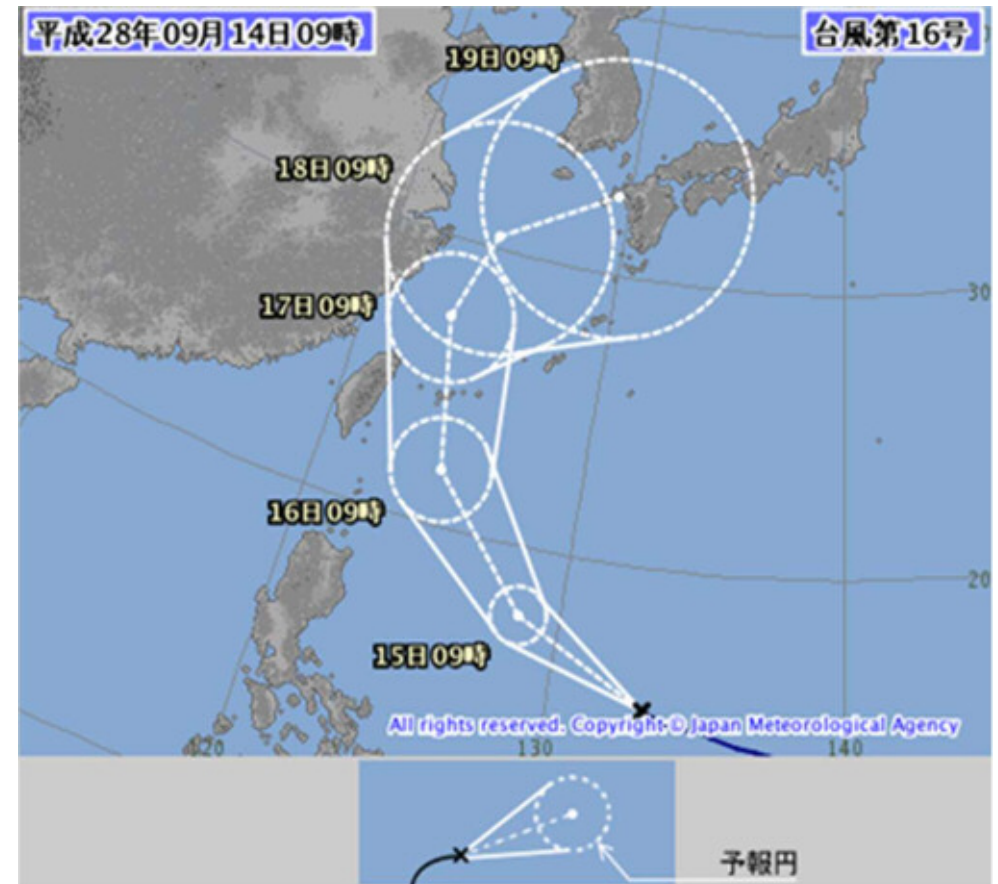 平成28年09月14日09時
台風第16号
19日09時
18日09時
17日09時
30
16日09時
20
15日09時
All rights reserved. Copyright © Japan Meteorological Agency
120
130
140
予報円